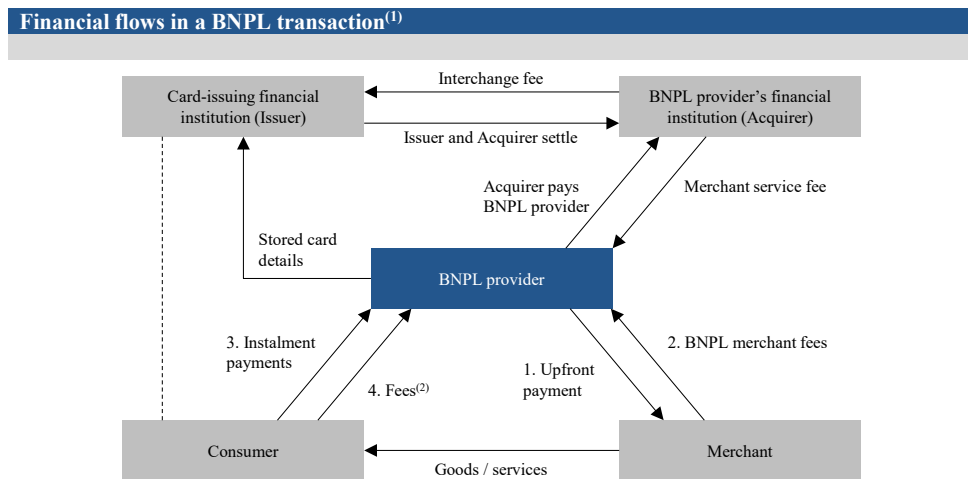 Financial flows in a BNPL transaction(1)
Interchange fee
Card-issuing financial
institution (Issuer)
BNPL provider’s financial
institution (Acquirer)
Issuer and Acquirer settle
Acquirer pays
BNPL provider
Merchant service fee
Stored card
details
BNPL provider
3. Instalment
payments
4. Fees(2)
1. Upfront
payment
2. BNPL merchant fees
Consumer
Merchant
Goods / services